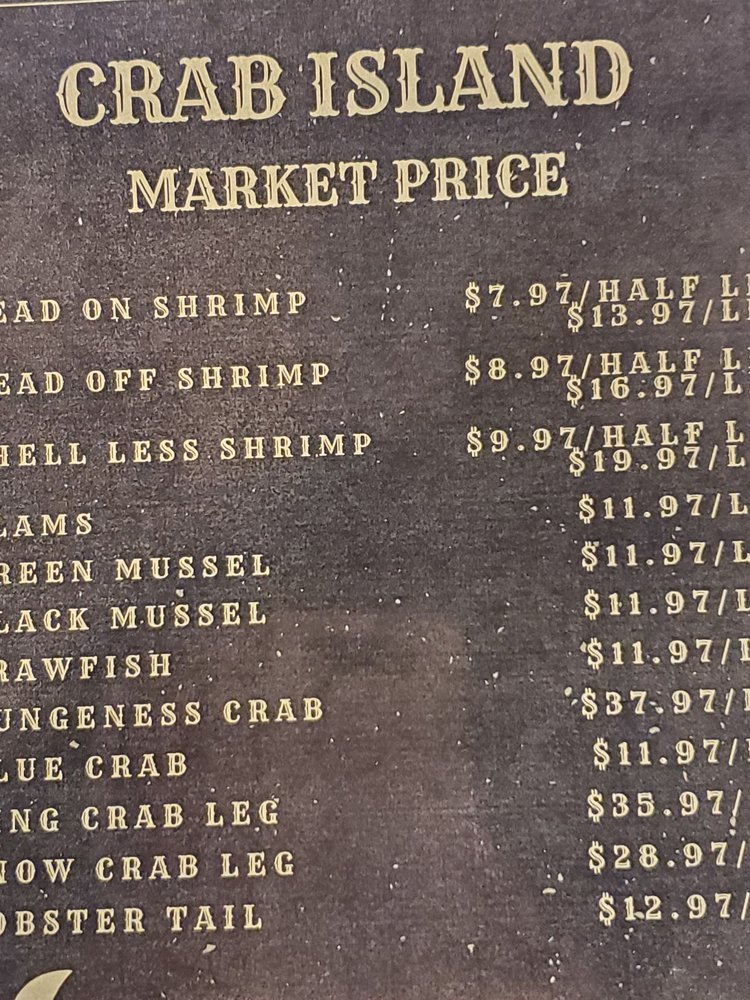 CRAB ISLAND
MARKET PRICE
EAD ON SHRIMP $7.97/HALF L
$13.97/L
EAD OFF SHRIMP $8.97/HALF L
$16.97/L
HELL LESS SHRIMP $9.97/HALF L
$19.97/L
LAMS $11.97/L
REEN MUSSEL $11.97/L
LACK MUSSEL $11.97/L
RAWFISH $11.97/L
UNGENESS CRAB $37.97/L
LUE CRAB $11.97/
ING CRAB LEG $35.97/
NOW CRAB LEG $28.97/
OBSTER TAIL $12.97/